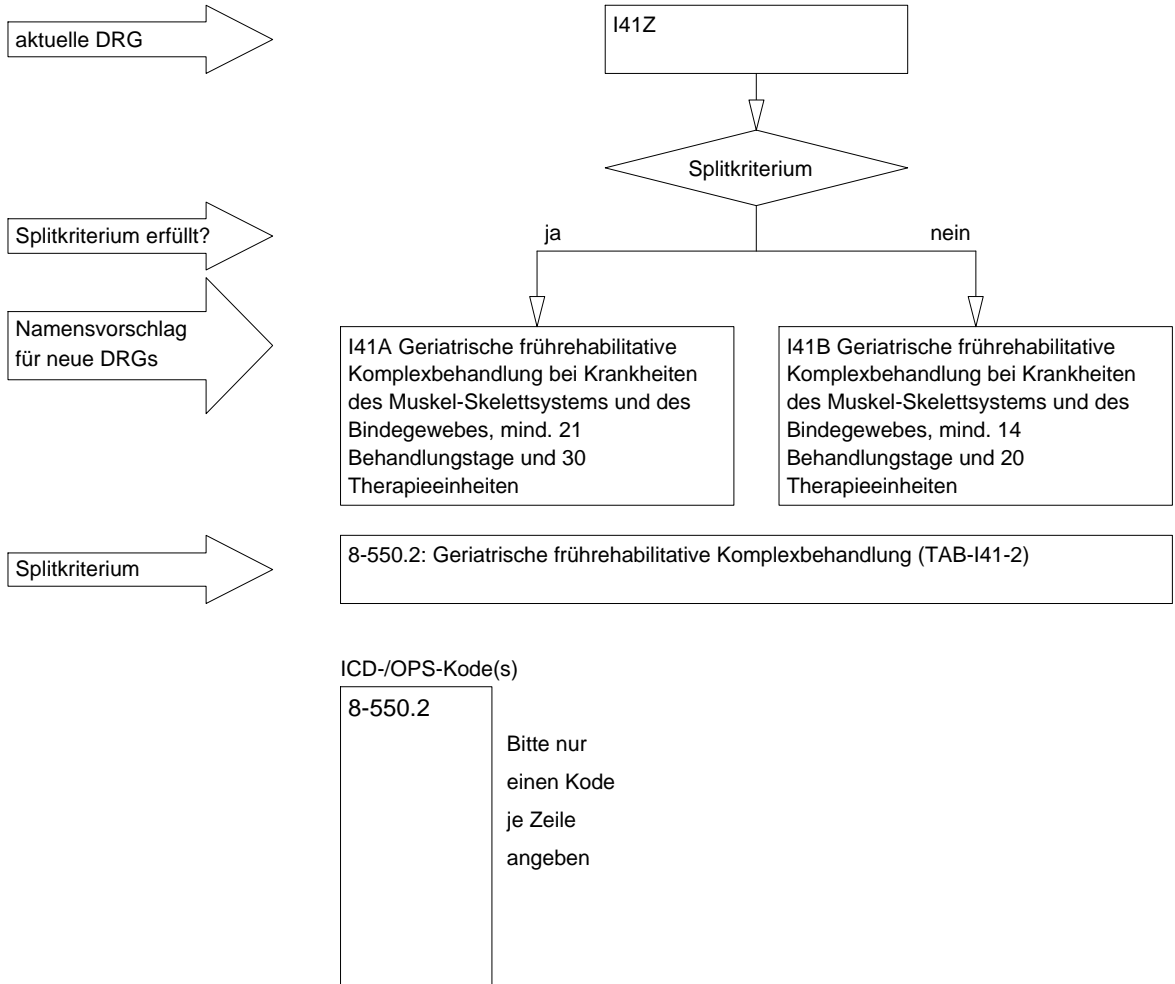 aktuelle DRG
I41Z
Splitkriterium
Splitkriterium erfüllt?
ja
nein
Namensvorschlag
für neue DRGs
I41A Geriatrische frührehabilitative
Komplexbehandlung bei Krankheiten
des Muskel-Skelettsystems und des
Bindegewebes, mind. 21
Behandlungstage und 30
Therapieeinheiten
I41B Geriatrische frührehabilitative
Komplexbehandlung bei Krankheiten
des Muskel-Skelettsystems und des
Bindegewebes, mind. 14
Behandlungstage und 20
Therapieeinheiten
Splitkriterium
8-550.2: Geriatrische frührehabilitative Komplexbehandlung (TAB-I41-2)
ICD-/OPS-Kode(s)
8-550.2
Bitte nur
einen Kode
je Zeile
angeben